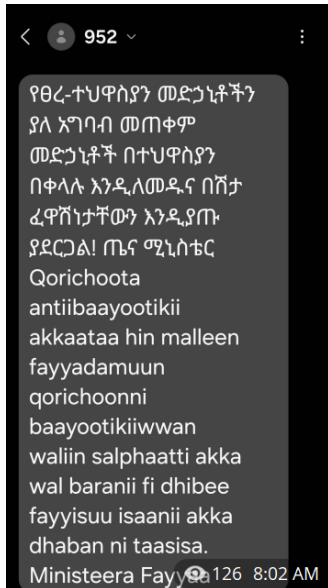 952
የፀረ-ተህዋስያን መድኃኒቶችን
ያለ አግባብ መጠቀም
መድኃኒቶች በተህዋስያን
በቀላሉ እንዲለመዱና በሽታ
ፈዋሽነታቸውን እንዲያጡ
ያደርጋል! ጤና ሚኒስቴር
Qorichoota
antiibaayootikii
akkaataa hin malleen
fayyadamuun
qorichoonni
baayootikiiwwan
waliin salphaatti akka
wal baranii fi dhibee
fayyisuu isaanii akka
dhaban ni taasisa.
Ministeera
126 8:02 AM